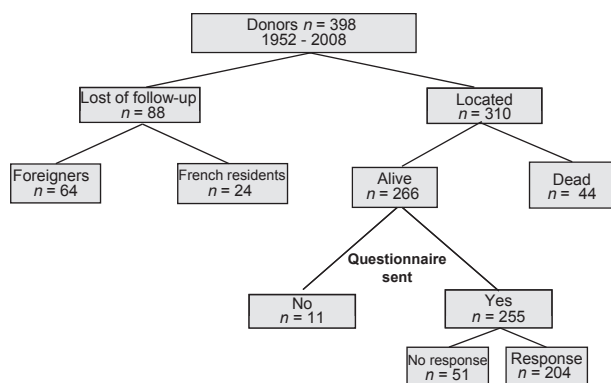 Donors n = 398
1952 - 2008
Lost of follow-up
n = 88
Located
n = 310
Foreigners
n = 64
French residents
n = 24
Alive
n = 266
Dead
n = 44
Questionnaire
sent
No
n = 11
Yes
n = 255
No response
n = 51
Response
n = 204